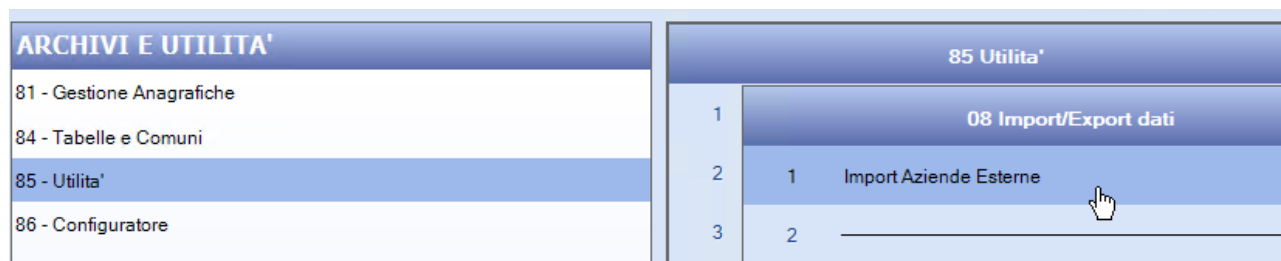 ARCHIVI E UTILITA'
81 - Gestione Anagrafiche
84 - Tabelle e Comuni
85 - Utilita'
86 - Configuratore
85 Utilita'
1
08 Import/Export dati
2
1 Import Aziende Esterne
3
2